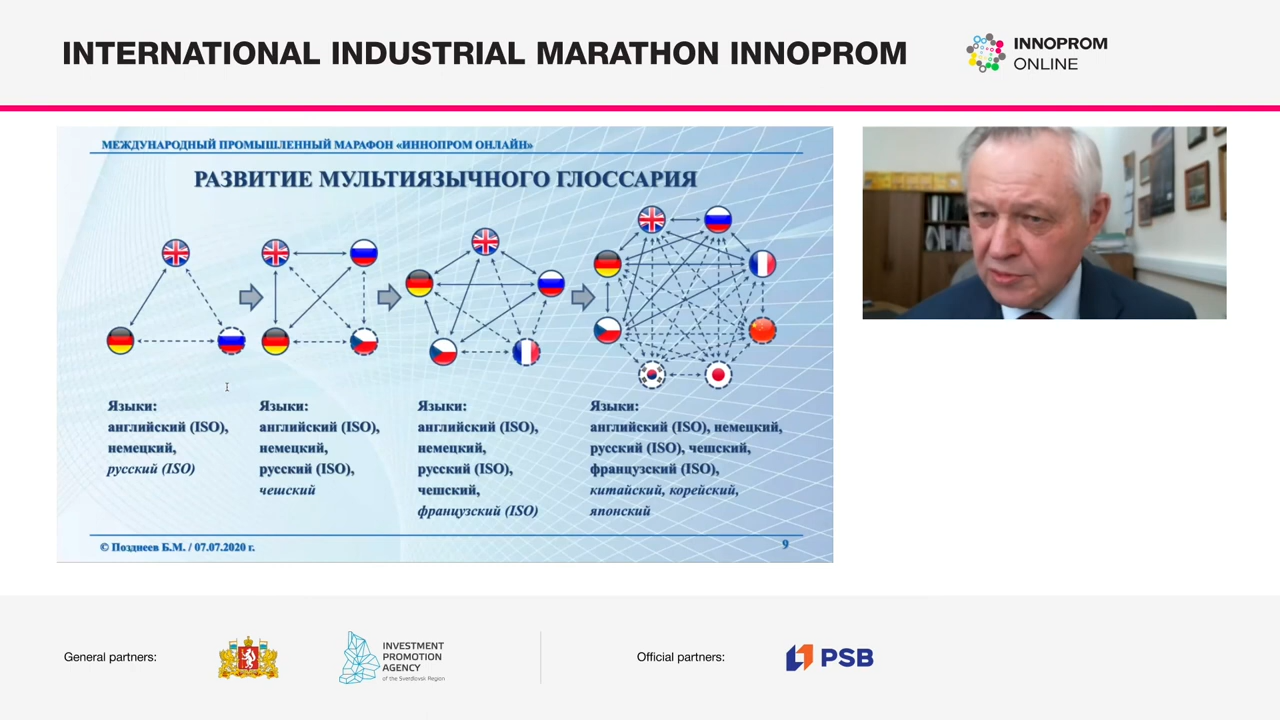 INTERNATIONAL INDUSTRIAL MARATHON INNOPROM
INNOPROM
ONLINE
МЕЖДУНАРОДНЫЙ ПРОМЫШЛЕННЫЙ МАРАФОН «ИННОПРОМ ОНЛАЙН»
РАЗВИТИЕ МУЛЬТИЯЗЫЧНОГО ГЛОССАРИЯ
Языки:
английский (ISO),
немецкий,
русский (ISO)
Языки:
английский (ISO),
немецкий,
русский (ISO),
чешский
Языки:
английский (ISO),
немецкий,
русский (ISO),
чешский,
французский (ISO)
Языки:
английский (ISO), немецкий,
русский (ISO), чешский,
французский (ISO),
китайский, корейский,
японский
© Позднеев Б.М. / 07.07.2020 г.
9
General partners:
INVESTMENT
PROMOTION
AGENCY
of the Sverdlovsk Region
Official partners:
PSB